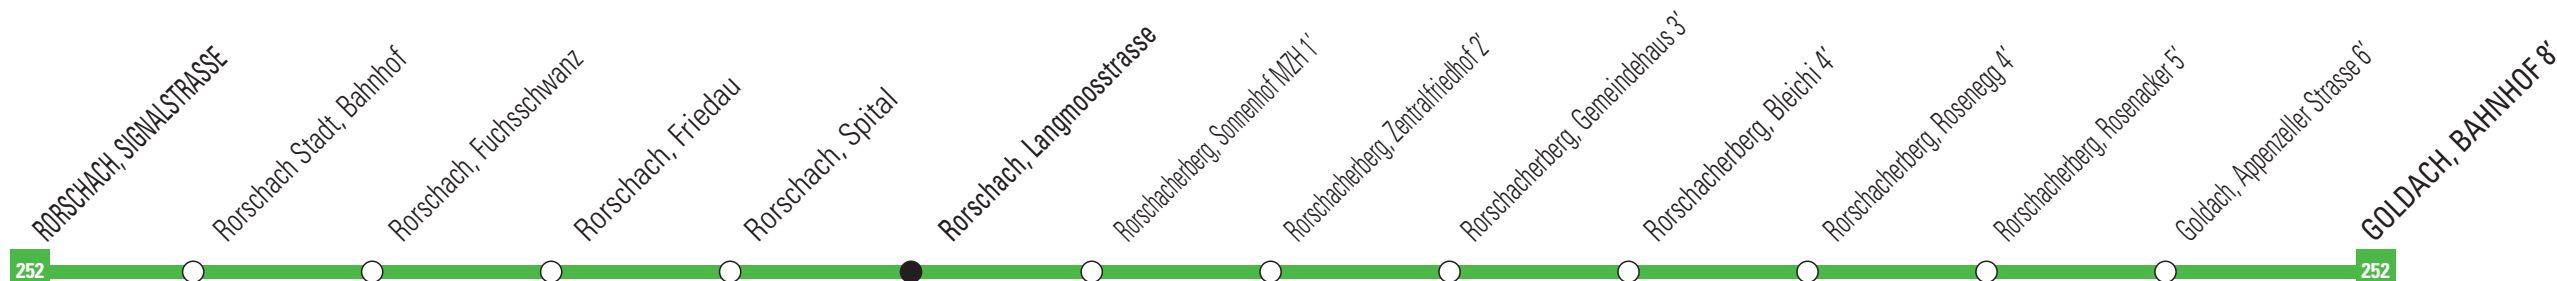 RORSCHACH, SIGNALSTRASSE
Rorschach Stadt, Bahnhof
Rorschach, Fuchsschwanz
Rorschach, Friedau
Rorschach, Spital
Rorschach, Langmoosstrasse
Rorschacherberg, Sonnenhof MZH 1'
Rorschacherberg, Zentralfriedhof 2'
Rorschacherberg, Gemeindehaus 3'
Rorschacherberg, Bleichi 4'
Rorschacherberg, Rosenegg 4'
Rorschacherberg, Rosenacker 5'
Goldach, Appenzeller Strasse 6'
GOLDACH, BAHNHOF 8'
252
252